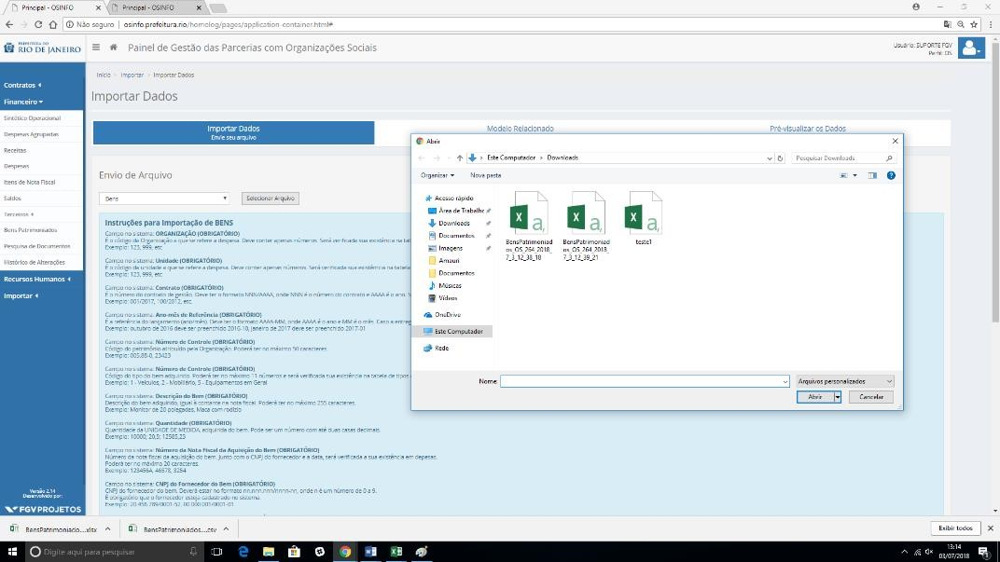 Principal - OSINFO
Principal - OSINFO
Não seguro | osinfo.prefeitura.rio/homolog/pages/application-container.html#
PREFEITURA DO
RIO DE JANEIRO
Painel de Gestão das Parcerias com Organizações Sociais
Usuário: SUPORTE FGV
Perfil: OS
Contratos
Financeiro
Sintético Operacional
Despesas Agrupadas
Receitas
Despesas
Itens de Nota Fiscal
Saldos
Terceiros
Bens Patrimoniados
Pesquisa de Documentos
Histórico de Alterações
Recursos Humanos
Importar
Versão 2.14
Desenvolvido por:
FGV PROJETOS
Início > Importar > Importar Dados
Importar Dados
Importar Dados
Envie seu arquivo
Modelo Relacionado
Pré-visualizar os Dados
Envio de Arquivo
Bens
Selecionar Arquivo
Instruções para Importação de BENS
Campo no sistema: ORGANIZAÇÃO (OBRIGATÓRIO)
É o código da Organização a que se refere a despesa. Deve conter apenas números. Será verificada sua existência na tab
Exemplo: 123, 999, etc
Campo no sistema: Unidade (OBRIGATÓRIO)
É o código da unidade a que se refere a despesa. Deve conter apenas números. Será verificada sua existência na tabela
Exemplo: 123, 999, etc
Campo no sistema: Contrato (OBRIGATÓRIO)
É o número do contrato de gestão. Deve ter o formato NNN/AAAA, onde NNN é o número do contrato e AAAA é o ano. S
Exemplo: 001/2017, 100/2012, etc.
Campo no sistema: Ano-mês de Referência (OBRIGATÓRIO)
É a referência do lançamento (ano/mês). Deve ter o formato AAAA-MM, onde AAAA é o ano e MM é o mês. Caso a entreg
Exemplo: outubro de 2016 deve ser preenchido 2016-10; janeiro de 2017 deve ser preenchido 2017-01
Campo no sistema: Número de Controle (OBRIGATÓRIO)
Código do patrimônio atribuído pela Organização. Poderá ter no máximo 50 caracteres.
Exemplo: 005.88-0, 23423
Campo no sistema: Número de Controle (OBRIGATÓRIO)
Código do tipo do bem adquirido. Poderá ter no máximo 11 números e será verificada sua existência na tabela de tipos
Exemplo: 1 - Veículos, 2 - Mobiliário, 5 - Equipamentos em Geral
Campo no sistema: Descrição do Bem (OBRIGATÓRIO)
Descrição do bem adquirido, igual à contante na nota fiscal. Poderá ter no máximo 255 caracteres.
Exemplo: Monitor de 20 polegadas, Maca com rodízio
Campo no sistema: Quantidade (OBRIGATÓRIO)
Quantidade da UNIDADE DE MEDIDA, adquirida do bem. Pode ser um número com até duas casas decimais.
Exemplo: 10000; 20,5; 12585,23
Campo no sistema: Número da Nota Fiscal da Aquisição do Bem (OBRIGATÓRIO)
Número da nota fiscal da aquisição do bem. Junto com o CNPJ do fornecedor e a data, será verificada a sua existência em despesas.
Poderá ter no máximo 20 caracteres.
Exemplo: 123456A, 46578, 3254
Campo no sistema: CNPJ do Fornecedor do Bem (OBRIGATÓRIO)
CNPJ do fornecedor do bem. Deverá estar no formato nn.nnn.nnn/nnnn-nn, onde n é um número de 0 a 9.
É obrigatório que o fornecedor esteja cadastrado no sistema.
Exemplo: 20.456.789/0001-52, 00.000.001/0001-01
Abrir
Este Computador > Downloads
Pesquisar Downloads
Organizar
Nova pasta
Acesso rápido
Área de Trabalho
Downloads
Documentos
Imagens
Amauri
Documentos
Músicas
Vídeos
OneDrive
Este Computador
Rede
BensPatrimoniad
os_OS_264_2018_
7_3_12_38_18
BensPatrimoniad
os_OS_264_2018_
7_3_12_39_21
teste1
Nome:
Arquivos personalizados
Abrir
Cancelar
BensPatrimoniado....xlsx
BensPatrimoniados....csv
Exibir todos
Digite aqui para pesquisar
13:14
03/07/2018